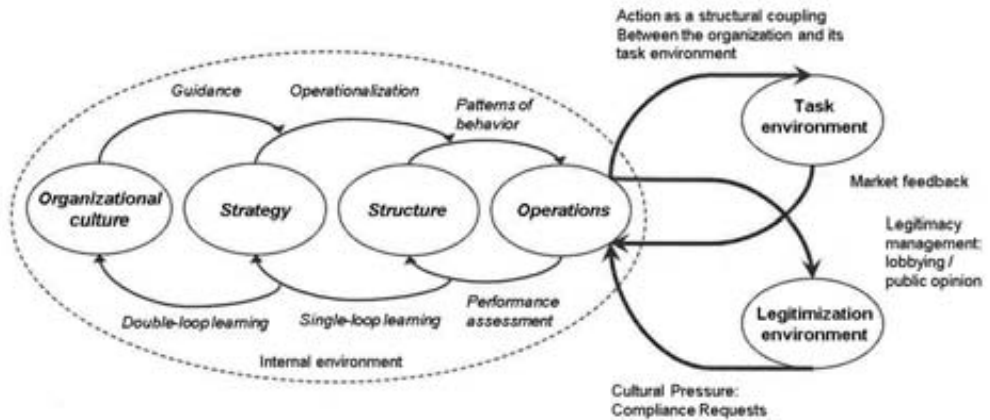 Action as a structural coupling
Between the organization and its
task environment
Guidance
Operationalization
Patterns of
behavior
Task
environment
Organizational
culture
Strategy
Structure
Operations
Market feedback
Legitimacy
management:
lobbying /
public opinion
Double-loop learning
Single-loop learning
Performance
assessment
Legitimization
environment
Internal environment
Cultural Pressure:
Compliance Requests